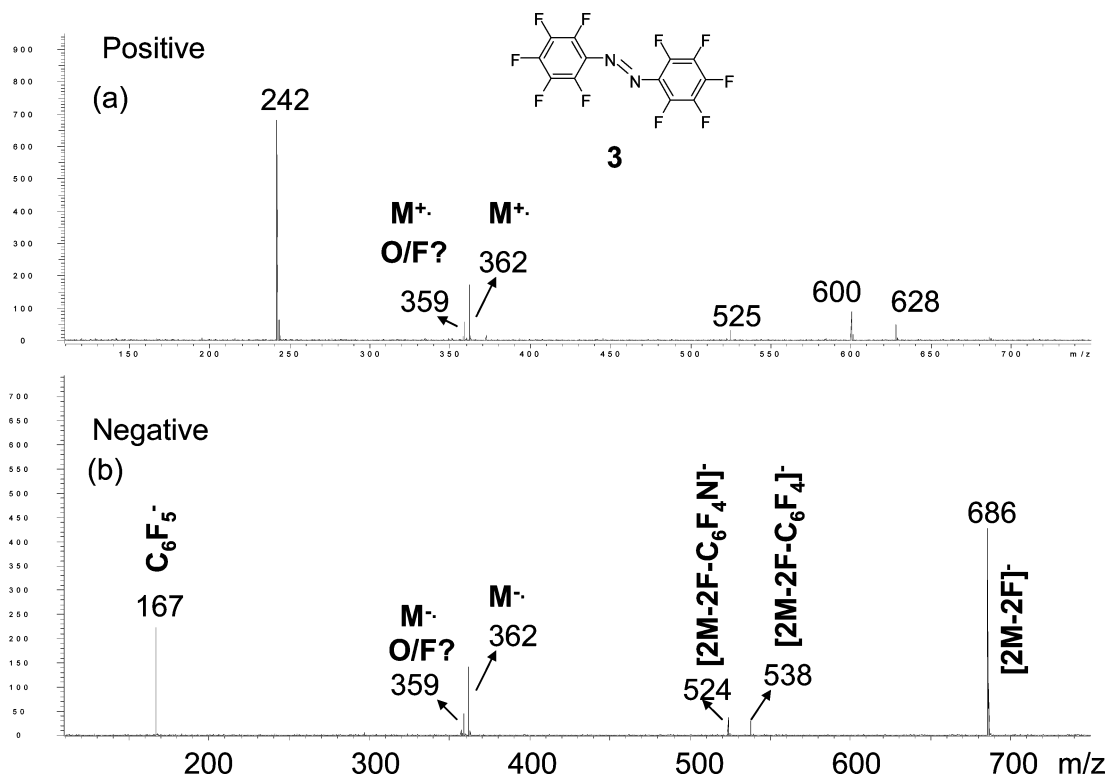 Positive
(a)
900
800
700
600
500
400
300
200
100
0
242
M+.
O/F?
359
M+.
362
525
600
628
F
F
F
F
F
N
N
F
F
F
F
F
3
150
200
250
300
350
400
450
500
550
600
650
700
m/z
Negative
(b)
700
650
600
550
500
450
400
350
300
250
200
150
100
50
0
C6F5-
167
M-.
O/F?
359
M-.
362
[2M-2F-C6F4N]-
524
[2M-2F-C6F4]-
538
686
[2M-2F]-
200
300
400
500
600
700
m/z